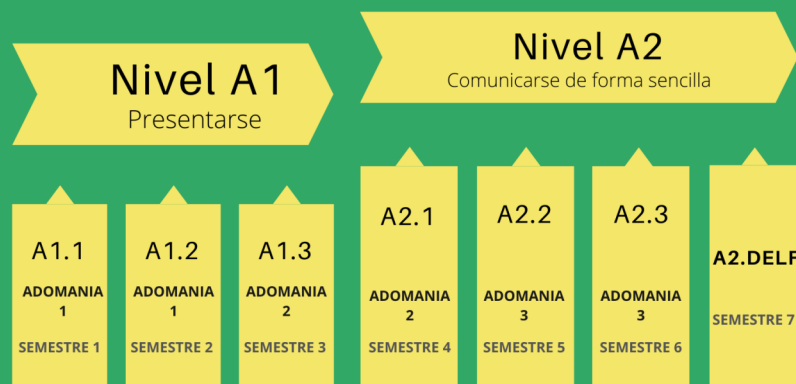 Nivel A1
Presentarse
Nivel A2
Comunicarse de forma sencilla
A1.1
ADOMANIA
1
SEMESTRE 1
A1.2
ADOMANIA
1
SEMESTRE 2
A1.3
ADOMANIA
2
SEMESTRE 3
A2.1
ADOMANIA
2
SEMESTRE 4
A2.2
ADOMANIA
3
SEMESTRE 5
A2.3
ADOMANIA
3
SEMESTRE 6
A2.DELF
SEMESTRE 7